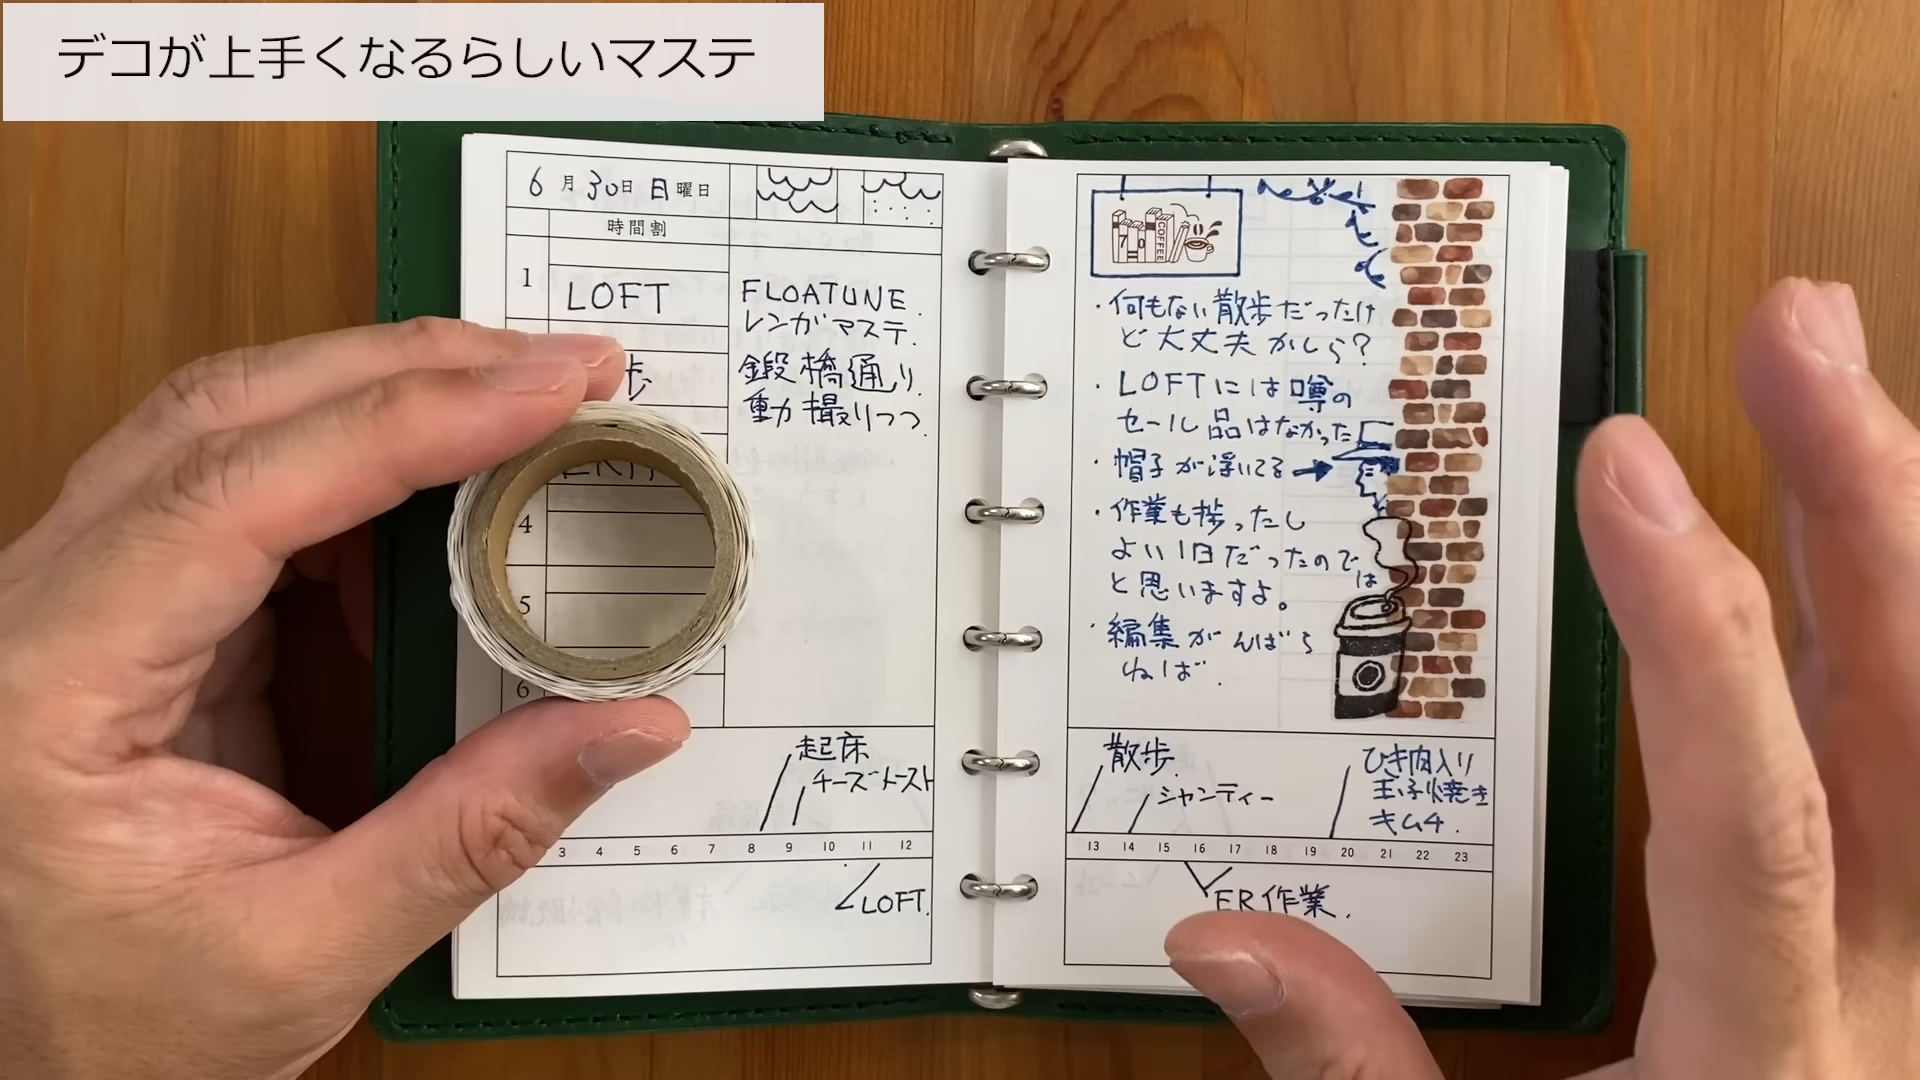 デコが上手くなるらしいマステ
6月30日 日曜日
時間割
1
LOFT
歩
4
5
6
FLOATUNE
レンガマステ.
鍛橋通り
動撮りつつ.
起床
チーズトースト
3 4 5 6 7 8 9 10 11 12
LOFT.
7 0 COFFEE
・何もない散歩だったけ
ど大丈夫かしら?
・LOFTには噂の
セール品はなかった
・帽子が浮いてる→
・作業も捗ったし
よい1日だったのでは
と思いますよ。
・編集がんばら
ねば.
散歩.
シャンティー
ひき肉入り
玉子焼き
キムチ.
13 14 15 16 17 18 19 20 21 22 23
ER作業.